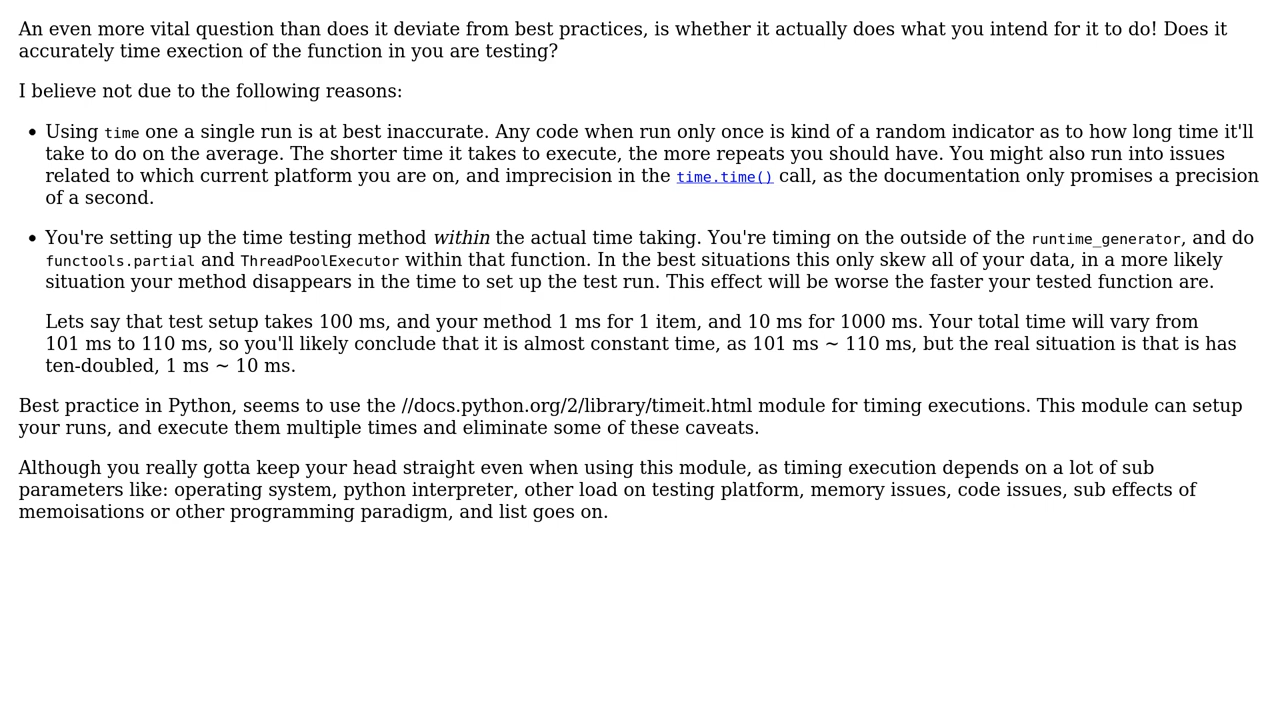 An even more vital question than does it deviate from best practices, is whether it actually does what you intend for it to do! Does it
accurately time exection of the function in you are testing?
I believe not due to the following reasons:
• Using time one a single run is at best inaccurate. Any code when run only once is kind of a random indicator as to how long time it'll
take to do on the average. The shorter time it takes to execute, the more repeats you should have. You might also run into issues
related to which current platform you are on, and imprecision in the time.time() call, as the documentation only promises a precision
of a second.
• You're setting up the time testing method within the actual time taking. You're timing on the outside of the runtime_generator, and do
functools.partial and ThreadPoolExecutor within that function. In the best situations this only skew all of your data, in a more likely
situation your method disappears in the time to set up the test run. This effect will be worse the faster your tested function are.
Lets say that test setup takes 100 ms, and your method 1 ms for 1 item, and 10 ms for 1000 ms. Your total time will vary from
101 ms to 110 ms, so you'll likely conclude that it is almost constant time, as 101 ms ~ 110 ms, but the real situation is that is has
ten-doubled, 1 ms ~ 10 ms.
Best practice in Python, seems to use the //docs.python.org/2/library/timeit.html module for timing executions. This module can setup
your runs, and execute them multiple times and eliminate some of these caveats.
Although you really gotta keep your head straight even when using this module, as timing execution depends on a lot of sub
parameters like: operating system, python interpreter, other load on testing platform, memory issues, code issues, sub effects of
memoisations or other programming paradigm, and list goes on.